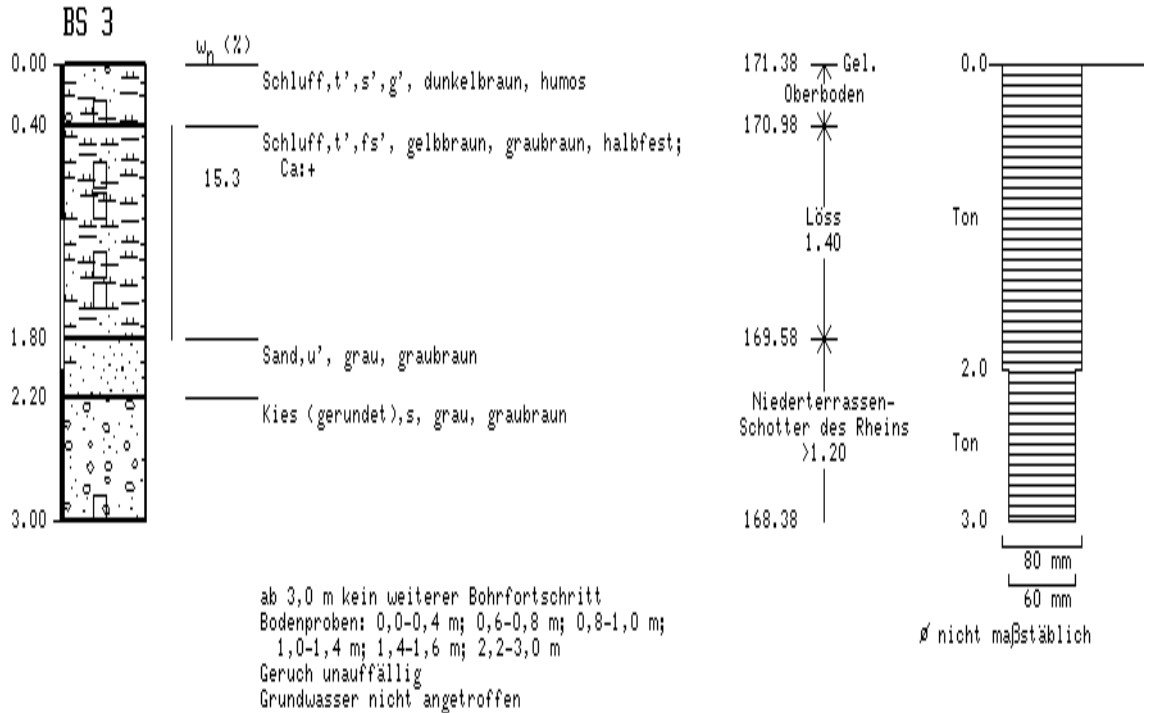 BS 3
wn (%)
0.00
Schluff,t',s',g', dunkelbraun, humos
0.40
Schluff,t',fs', gelbbraun, graubraun, halbfest;
Ca:+
15.3
1.80
Sand,u', grau, graubraun
2.20
Kies (gerundet),s, grau, graubraun
3.00
171.38
Gel.
Oberboden
170.98
Löss
1.40
169.58
Niederterrassen-
Schotter des Rheins
>1.20
168.38
0.0
Ton
2.0
Ton
3.0
80 mm
60 mm
ø nicht maßstäblich
ab 3,0 m kein weiterer Bohrfortschritt
Bodenproben: 0,0-0,4 m; 0,6-0,8 m; 0,8-1,0 m;
1,0-1,4 m; 1,4-1,6 m; 2,2-3,0 m
Geruch unauffällig
Grundwasser nicht angetroffen